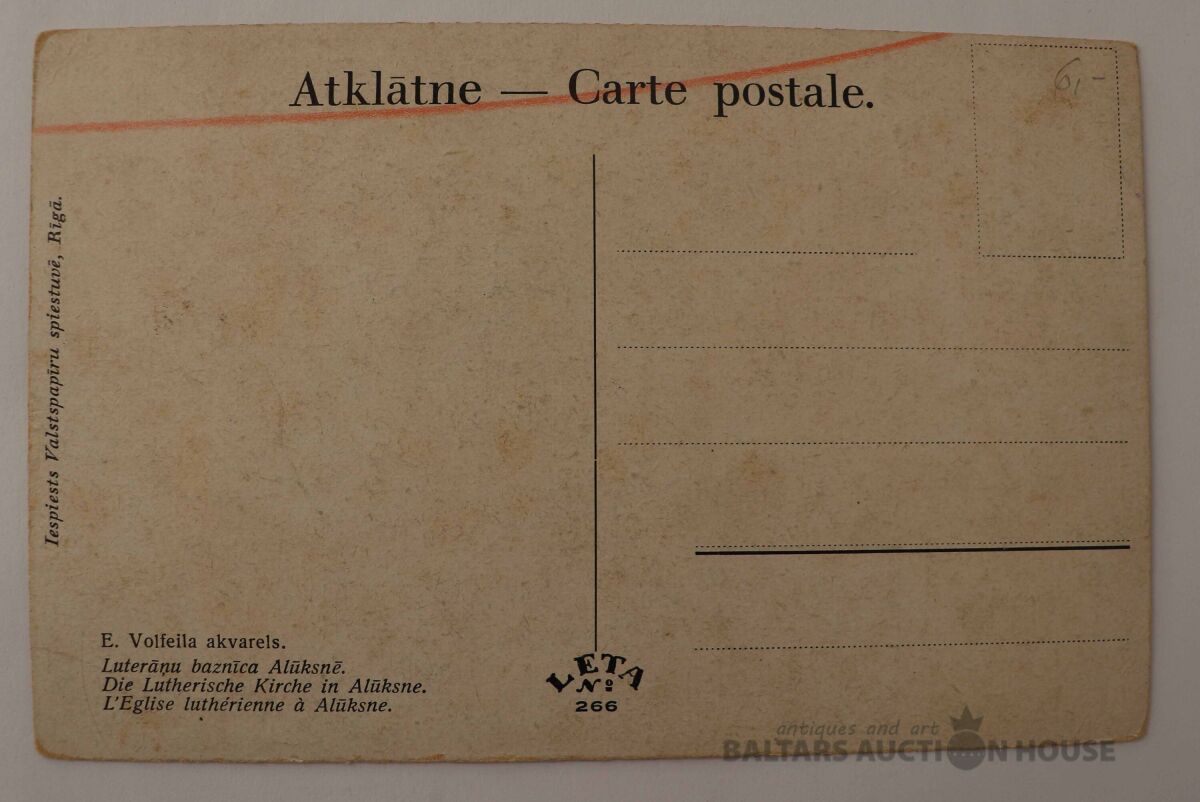 Atklātne — Carte postale.
6,-
Iespiests Valstspapīru spiestuvē, Rīgā.
E. Volfeila akvarels.
Luterāņu baznīca Alūksnē.
Die Lutherische Kirche in Alūksne.
L'Eglise luthérienne à Alūksne.
LETA
№
266
antiques and art
BALTARS AUCTION HOUSE